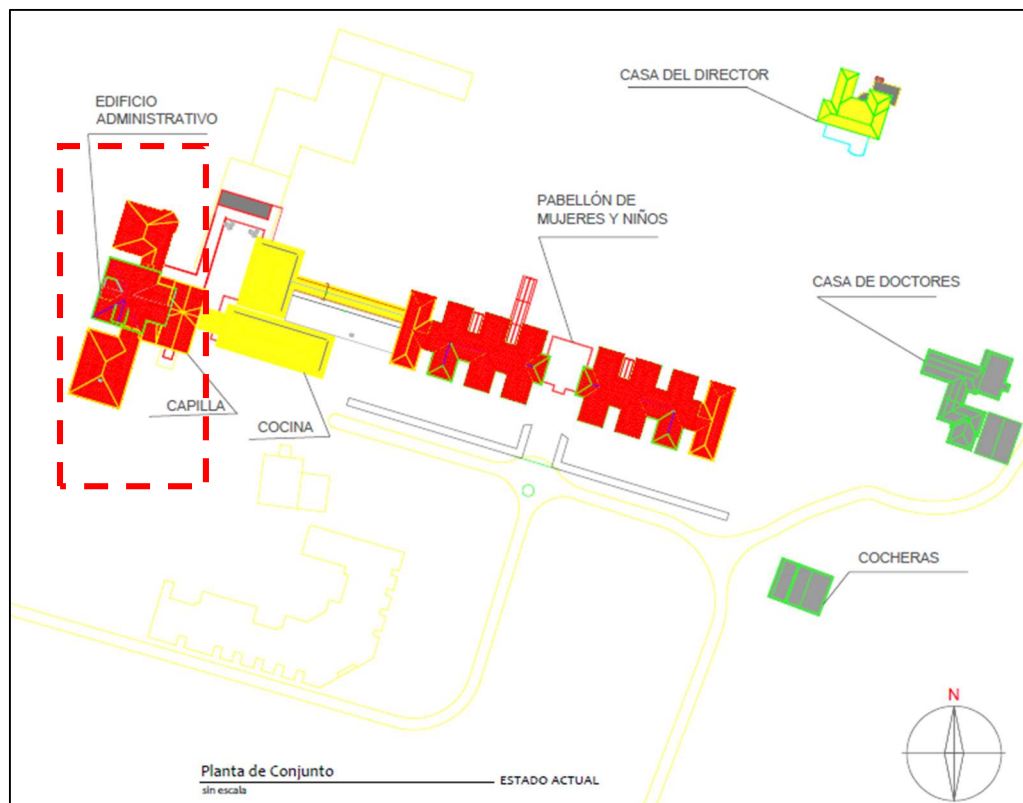 CASA DEL DIRECTOR
EDIFICIO
ADMINISTRATIVO
PABELLÓN DE
MUJERES Y NIÑOS
CASA DE DOCTORES
CAPILLA
COCINA
COCHERAS
N
Planta de Conjunto
sin escala
ESTADO ACTUAL